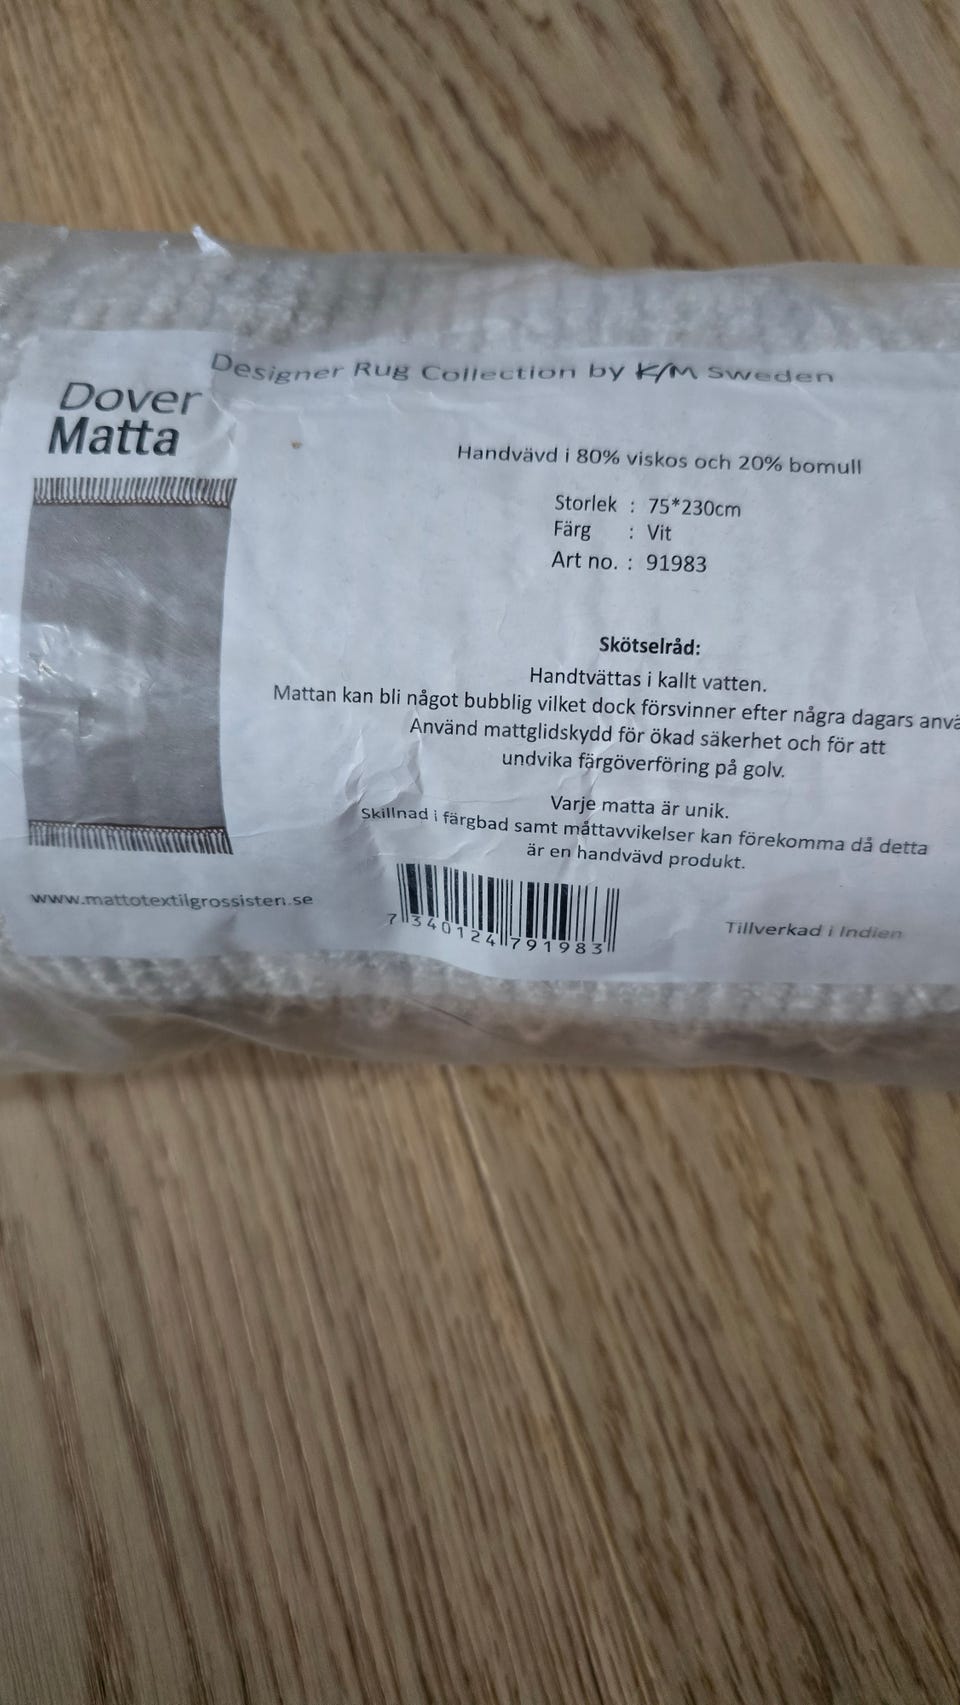 Designer Rug Collection by K/M Sweden
Dover
Matta
Handvävd i 80% viskos och 20% bomull
Storlek : 75*230cm
Färg : Vit
Art no. : 91983
Skötselråd:
Handtvättas i kallt vatten.
Mattan kan bli något bubblig vilket dock försvinner efter några dagars anvä
Använd mattglidskydd för ökad säkerhet och för att
undvika färgöverföring på golv.
Varje matta är unik.
Skillnad i färgbad samt måttavvikelser kan förekomma då detta
är en handvävd produkt.
www.mattotextilgrossisten.se
7 340124 791983
Tillverkad i Indien